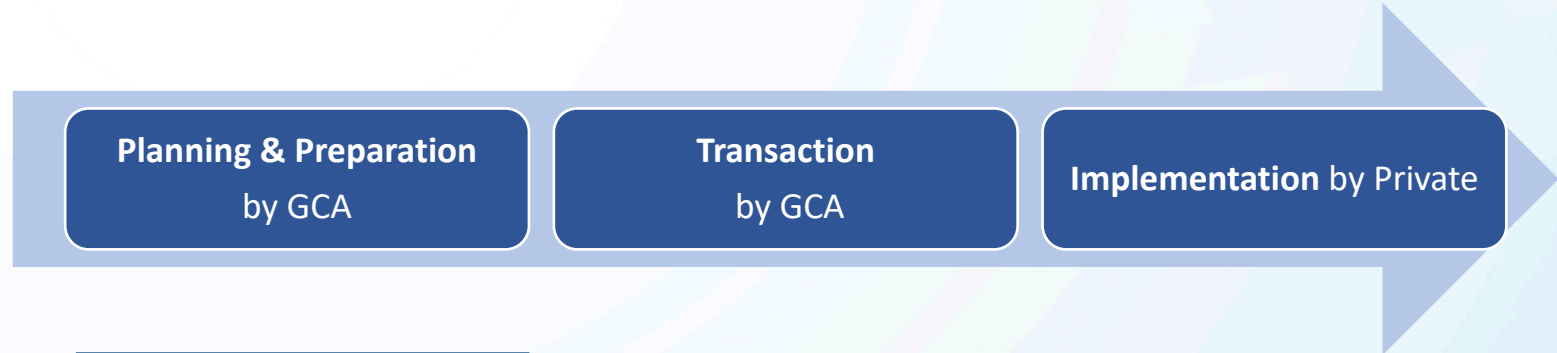 Planning & Preparation
by GCA
Transaction
by GCA
Implementation by Private